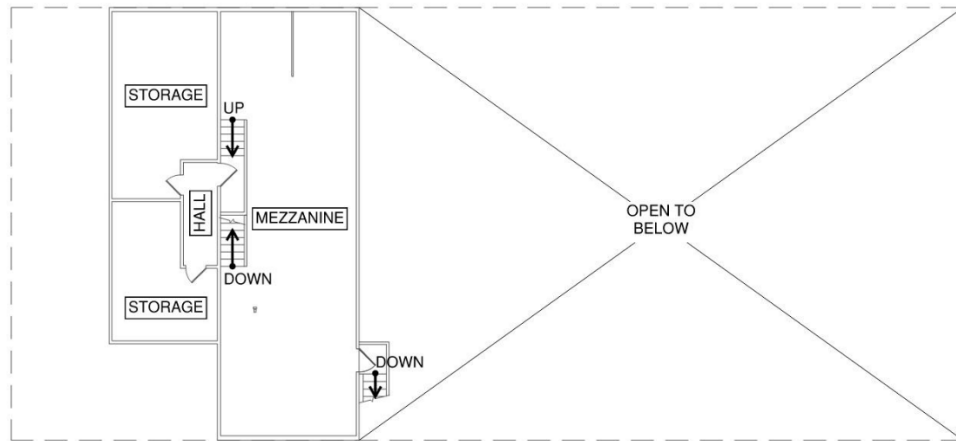 STORAGE
UP
HALL
MEZZANINE
OPEN TO
BELOW
DOWN
STORAGE
DOWN